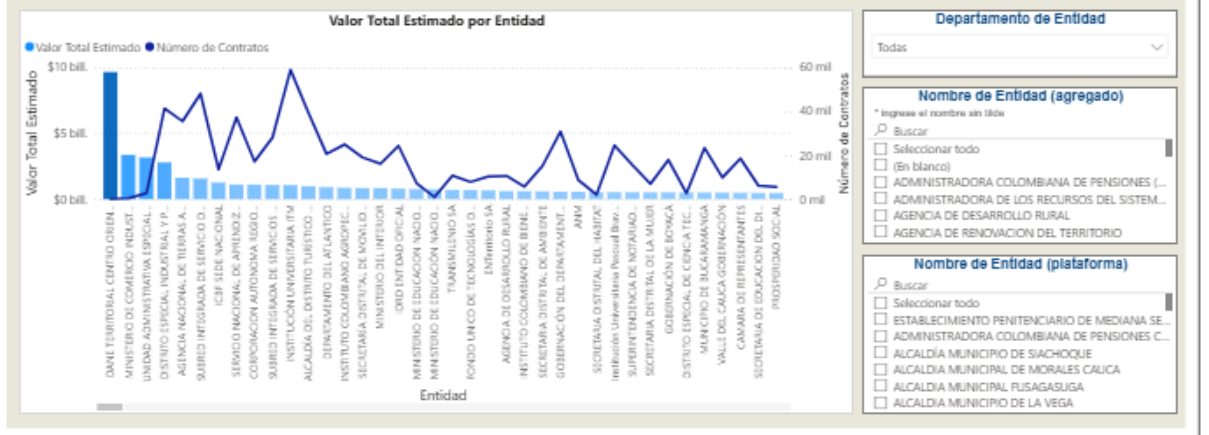 Valor Total Estimado por Entidad
Valor Total Estimado Número de Contratos
Valor Total Estimado
$10 bill.
$5 bill.
$0 bill.
60 mil
40 mil
20 mil
0 mil
Número de Contratos
DANE TERRITORIAL CENTRO ORIEN...
MINISTERIO DE COMERCIO INDUST...
UNIDAD ADMINISTRATIVA ESPECIAL...
DISTRITO ESPECIAL, INDUSTRIAL Y P...
AGENCIA NACIONAL DE TIERRAS A...
SUBRED INTEGRADA DE SERVICIO D...
ICBF SEDE NACIONAL
SERVICIO NACIONAL DE APRENDIZ...
CORPORACION AUTONOMA REGIO...
SUBRED INTEGRADA DE SERVICIOS ...
INSTITUCIÓN UNIVERSITARIA ITM
ALCALDIA DEL DISTRITO TURISTICO ...
DEPARTAMENTO DEL ATLANTICO
INSTITUTO COLOMBIANO AGROPEC...
SECRETARIA DISTRITAL DE MOVILID...
MINISTERIO DEL INTERIOR
IDRD ENTIDAD OFICIAL
MINISTERIO DE EDUCACION NACIO...
MINISTERIO DE EDUCACIÓN NACIO...
TRANSMILENIO SA
FONDO UNICO DE TECNOLOGIAS D...
ENTerritorio SA
AGENCIA DE DESARROLLO RURAL
INSTITUTO COLOMBIANO DE BIENE...
SECRETARIA DISTRITAL DE AMBIENTE
GOBERNACIÓN DEL DEPARTAMENT...
ANM
SECRETARIA DISTRITAL DEL HABITAT
Institución Universitaria Pascual Brav...
SUPERINTENDENCIA DE NOTARIADO...
SECRETARIA DISTRITAL DE LA MUJER
GOBERNACIÓN DE BOYACÁ
DISTRITO ESPECIAL DE CIENCIA TEC...
MUNICIPIO DE BUCARAMANGA
VALLE DEL CAUCA GOBERNACIÓN
CAMARA DE REPRESENTANTES
SECRETARIA DE EDUCACION DEL DI...
PROSPERIDAD SOCIAL
Entidad
Departamento de Entidad
Todas
Nombre de Entidad (agregado)
* Ingrese el nombre sin tilde
Buscar
Seleccionar todo
(En blanco)
ADMINISTRADORA COLOMBIANA DE PENSIONES (...
ADMINISTRADORA DE LOS RECURSOS DEL SISTEM...
AGENCIA DE DESARROLLO RURAL
AGENCIA DE RENOVACION DEL TERRITORIO
Nombre de Entidad (plataforma)
Buscar
Seleccionar todo
ESTABLECIMIENTO PENITENCIARIO DE MEDIANA SE...
ADMINISTRADORA COLOMBIANA DE PENSIONES C...
ALCALDÍA MUNICIPIO DE SIACHOQUE
ALCALDIA MUNICIPAL DE MORALES CAUCA
ALCALDIA MUNICIPAL FUSAGASUGA
ALCALDIA MUNICIPIO DE LA VEGA